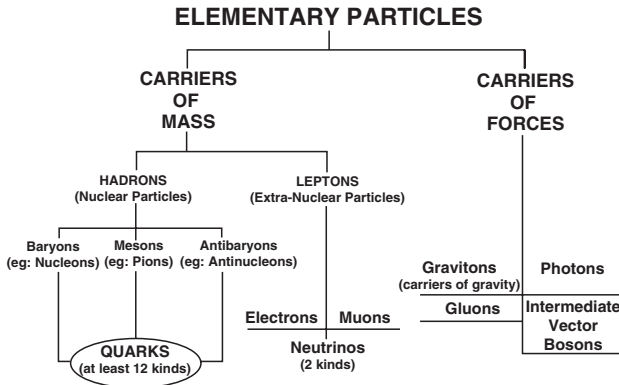 ELEMENTARY PARTICLES
CARRIERS
OF
MASS
CARRIERS
OF
FORCES
HADRONS
(Nuclear Particles)
LEPTONS
(Extra-Nuclear Particles)
Baryons
(eg: Nucleons)
Mesons
(eg: Pions)
Antibaryons
(eg: Antinucleons)
QUARKS
(at least 12 kinds)
Electrons
Muons
Neutrinos
(2 kinds)
Gravitons
(carriers of gravity)
Photons
Gluons
Intermediate
Vector
Bosons